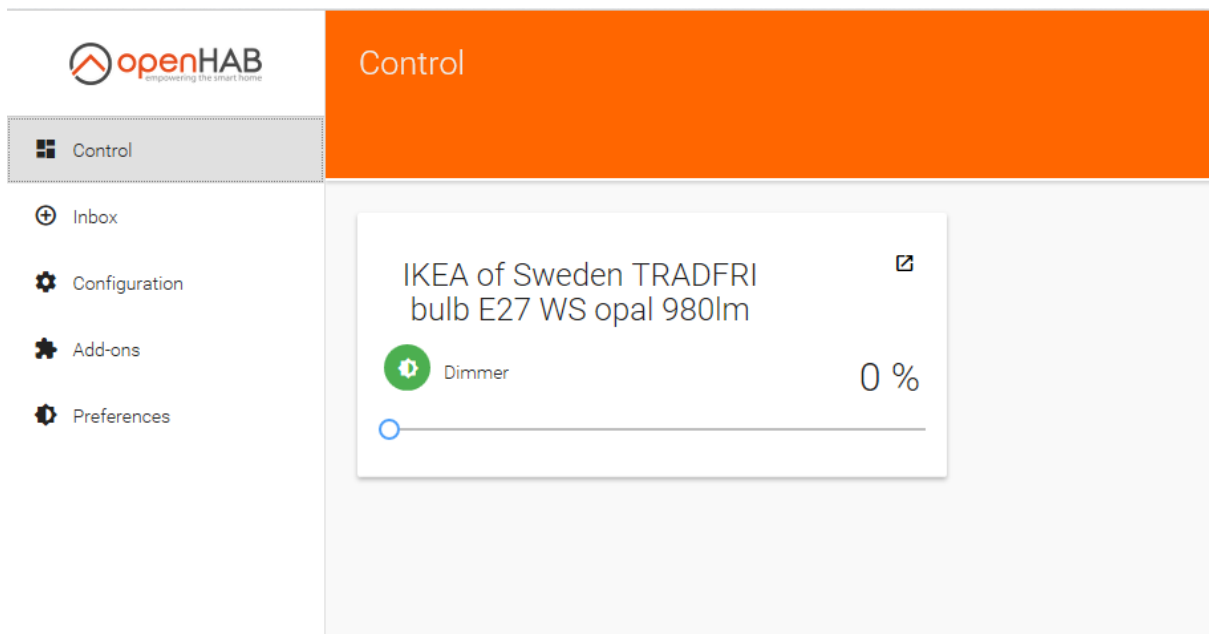 openHAB
empowering the smart home
Control
Inbox
Configuration
Add-ons
Preferences
Control
IKEA of Sweden TRADFRI
bulb E27 WS opal 980lm
Dimmer
0 %